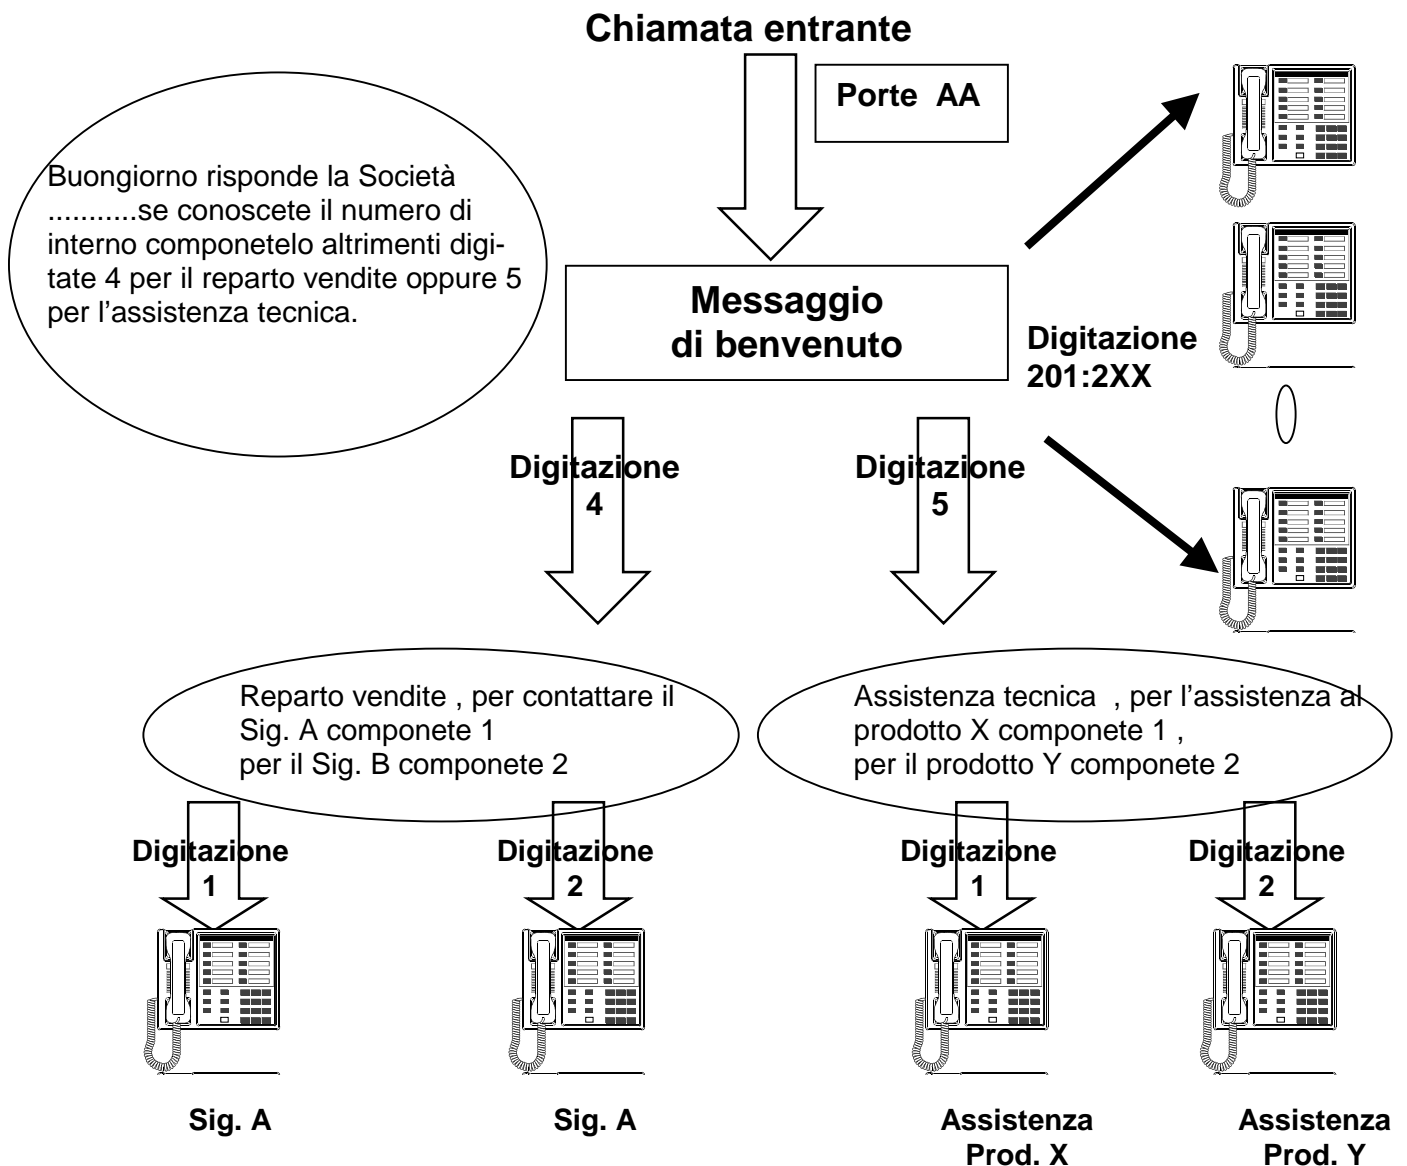 Chiamata entrante
Porte AA
Buongiorno risponde la Società
...........se conoscete il numero di
interno componetelo altrimenti digi-
tate 4 per il reparto vendite oppure 5
per l'assistenza tecnica.
Messaggio
di benvenuto
Digitazione
201:2XX
Digitazione
4
Digitazione
5
Reparto vendite , per contattare il
Sig. A componete 1
per il Sig. B componete 2
Assistenza tecnica , per l'assistenza al
prodotto X componete 1 ,
per il prodotto Y componete 2
Digitazione
1
Digitazione
2
Digitazione
1
Digitazione
2
Sig. A
Sig. A
Assistenza
Prod. X
Assistenza
Prod. Y